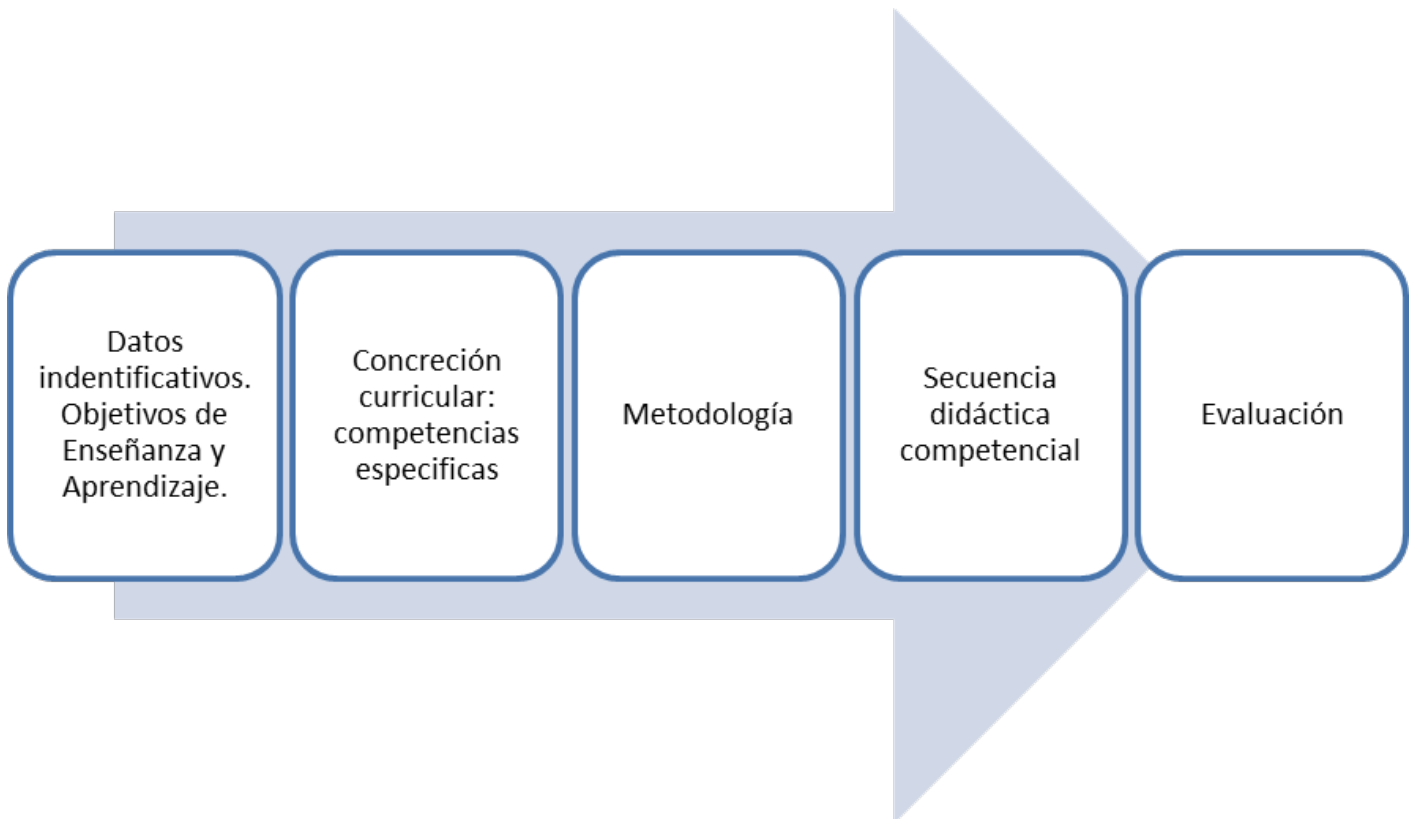 Datos
indentificativos.
Objetivos de
Enseñanza y
Aprendizaje.
Concreción
curricular:
competencias
especificas
Metodología
Secuencia
didáctica
competencial
Evaluación